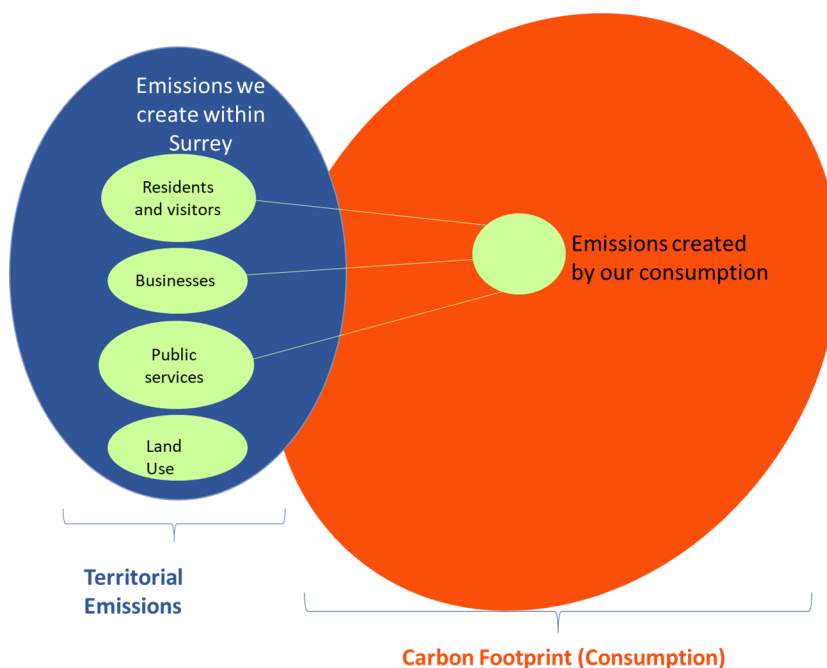 Emissions we
create within
Surrey
Residents
and visitors
Businesses
Public
services
Land
Use
Emissions created
by our consumption
Territorial
Emissions
Carbon Footprint (Consumption)